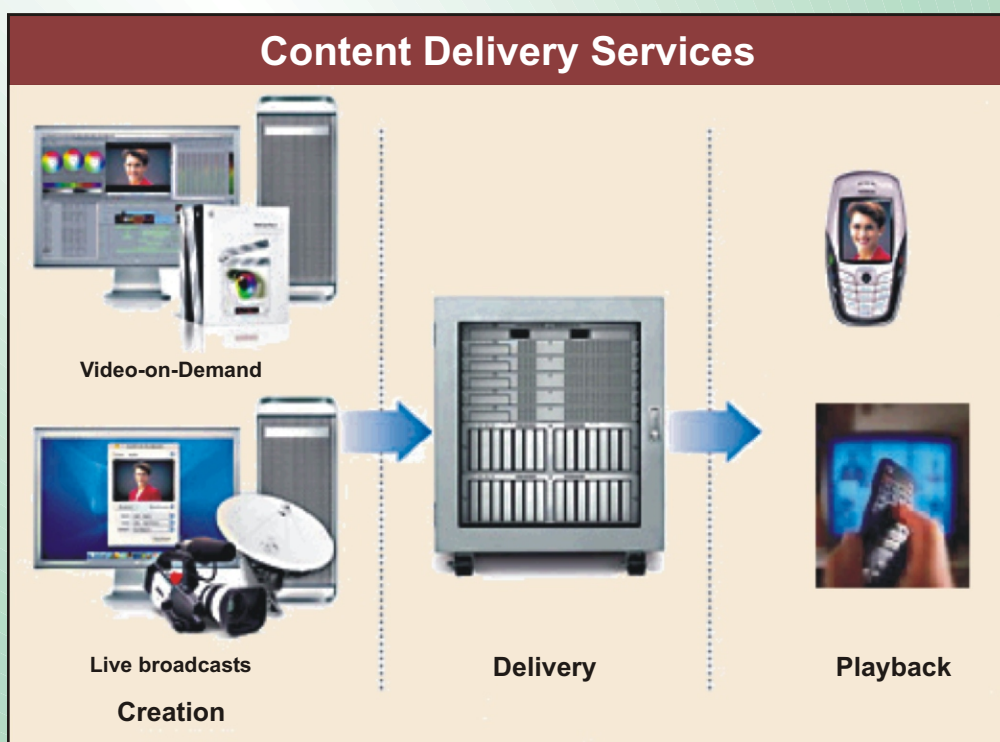 Content Delivery Services
Video-on-Demand
Live broadcasts
Creation
Delivery
Playback